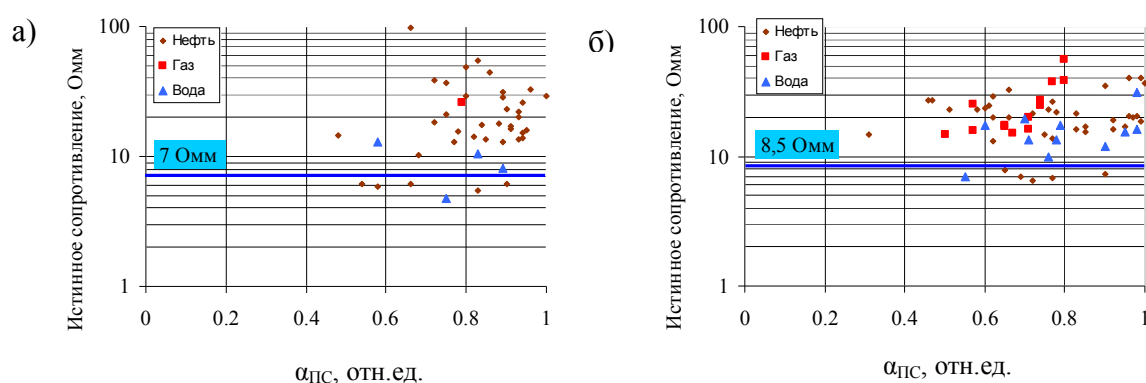 а)
Истинное сопротивление, Омм
100
10
1
Нефть
Газ
Вода
7 Омм
0
0.2
0.4
0.6
0.8
1
αПС, отн.ед.
б)
Истинное сопротивление, Омм
100
10
1
Нефть
Газ
Вода
8,5 Омм
0
0.2
0.4
0.6
0.8
1
αПС, отн.ед.